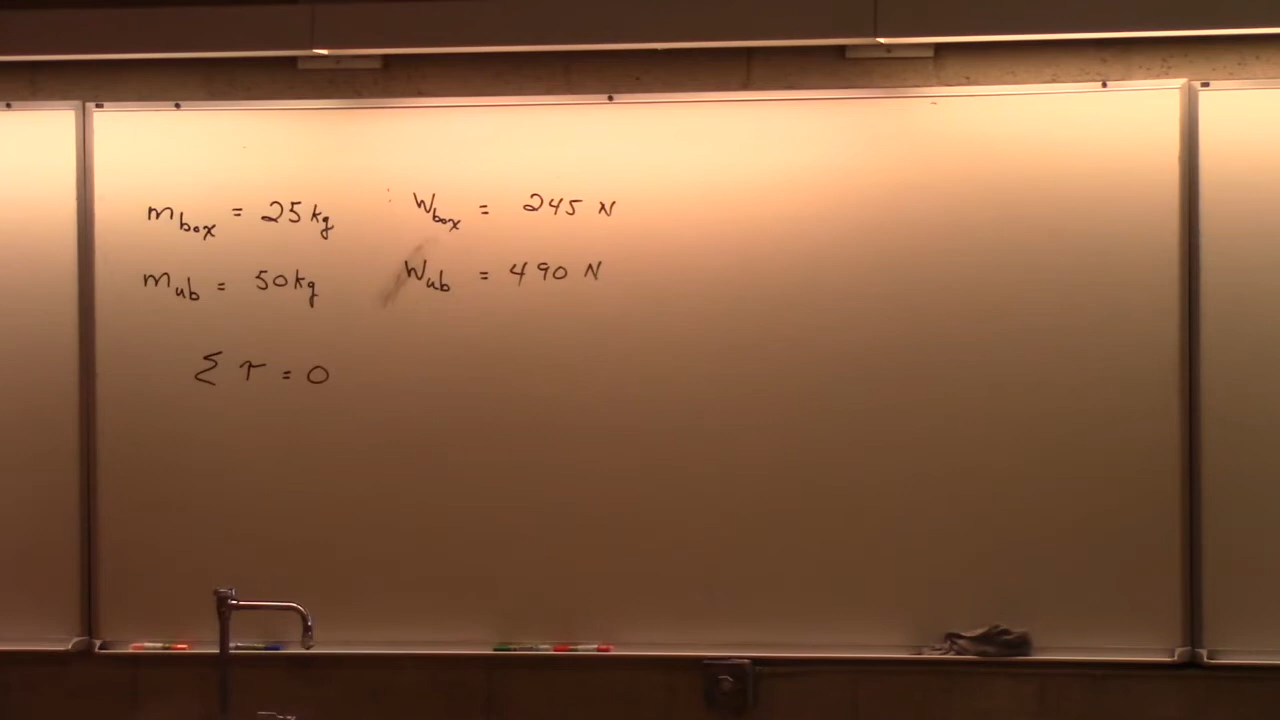 m_box = 25 kg W_box = 245 N
m_ub = 50 kg W_ub = 490 N
Σ τ = 0